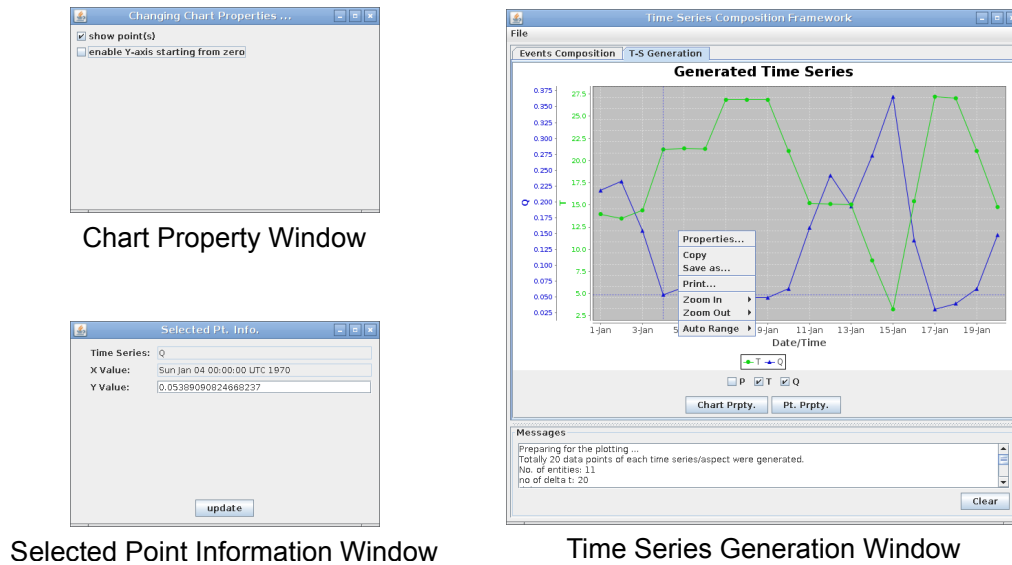 Changing Chart Properties ...
show point(s)
enable Y-axis starting from zero
Chart Property Window
Selected Pt. Info.
Time Series: Q
X Value: Sun Jan 04 00:00:00 UTC 1970
Y Value: 0.05389090824668237
update
Selected Point Information Window
Time Series Composition Framework
File
Events Composition T-S Generation
Generated Time Series
0.375
0.350
0.325
0.300
0.275
0.250
0.225
0.200
0.175
0.150
0.125
0.100
0.075
0.050
0.025
Q
27.5
25.0
22.5
20.0
17.5
15.0
12.5
10.0
7.5
5.0
2.5
T
Properties...
Copy
Save as...
Print...
Zoom In
Zoom Out
Auto Range
1-Jan 3-Jan 5 9-Jan 11-Jan 13-Jan 15-Jan 17-Jan 19-Jan
Date/Time
T Q
P T Q
Chart Prpty. Pt. Prpty.
Messages
Preparing for the plotting ...
Totally 20 data points of each time series/aspect were generated.
No. of entities: 11
no of delta t: 20
Clear
Time Series Generation Window